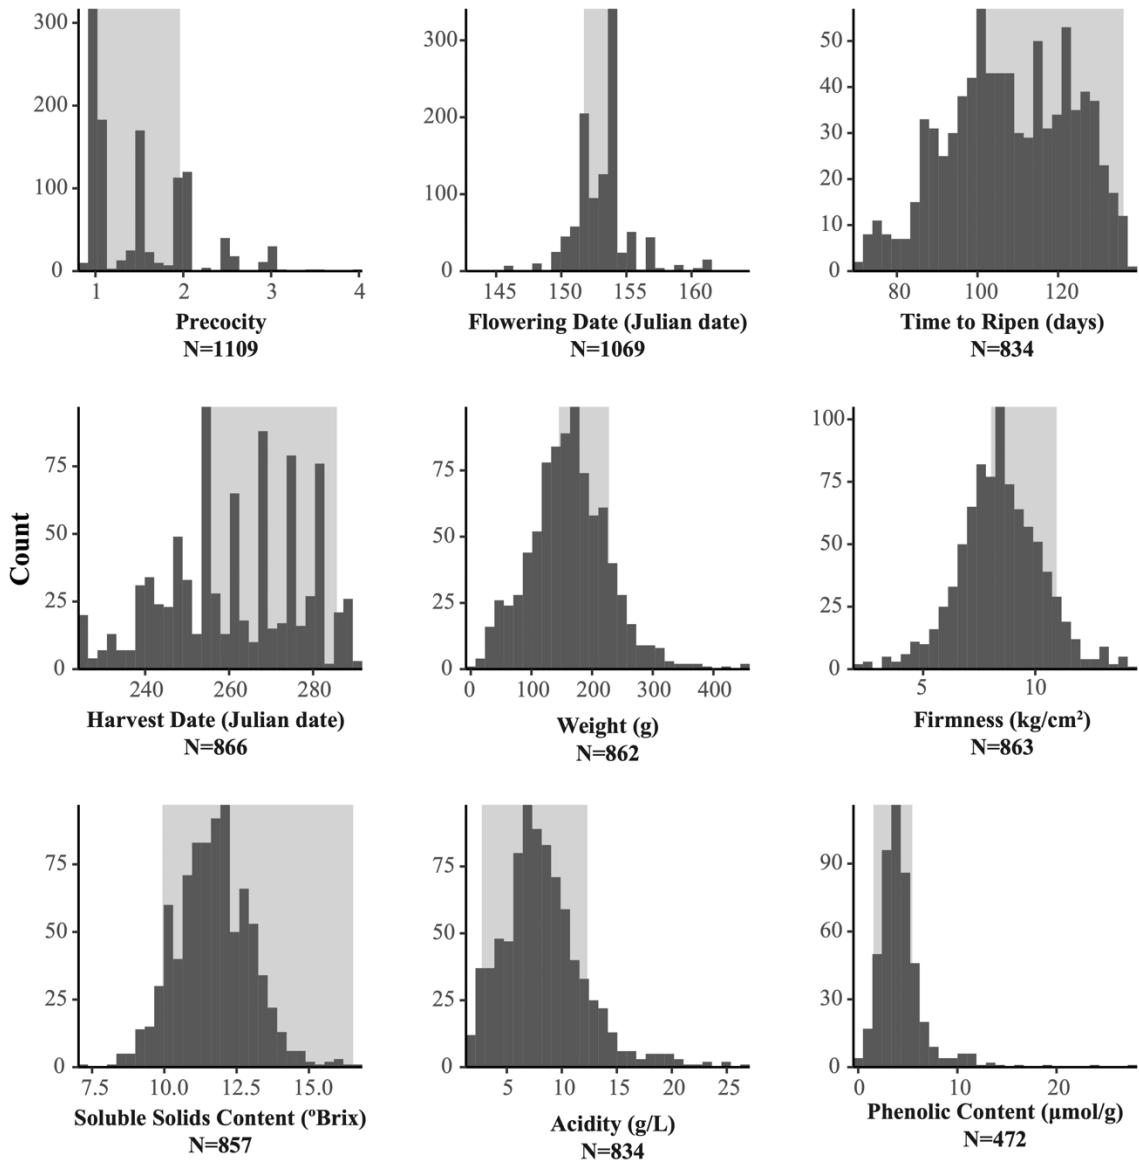 300
200
100
0
1 2 3 4
Precocity
N=1109
300
200
100
0
145 150 155 160
Flowering Date (Julian date)
N=1069
50
40
30
20
10
0
80 100 120
Time to Ripen (days)
N=834
Count
75
50
25
0
240 260 280
Harvest Date (Julian date)
N=866
75
50
25
0
0 100 200 300 400
Weight (g)
N=862
100
75
50
25
0
5 10
Firmness (kg/cm²)
N=863
75
50
25
0
7.5 10.0 12.5 15.0
Soluble Solids Content (ºBrix)
N=857
75
50
25
0
5 10 15 20 25
Acidity (g/L)
N=834
90
60
30
0
0 10 20
Phenolic Content (µmol/g)
N=472